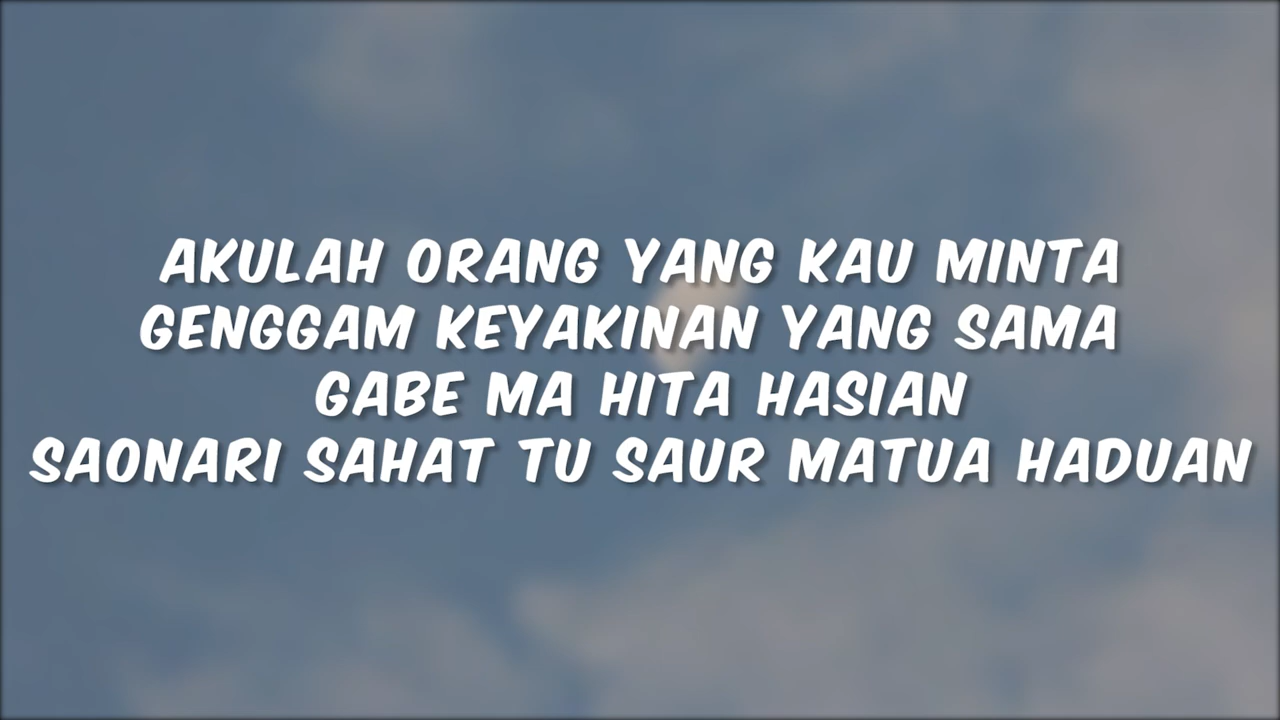 AKULAH ORANG YANG KAU MINTA
GENGGAM KEYAKINAN YANG SAMA
GABE MA HITA HASIAN
SAONARI SAHAT TU SAUR MATUA HADUAN